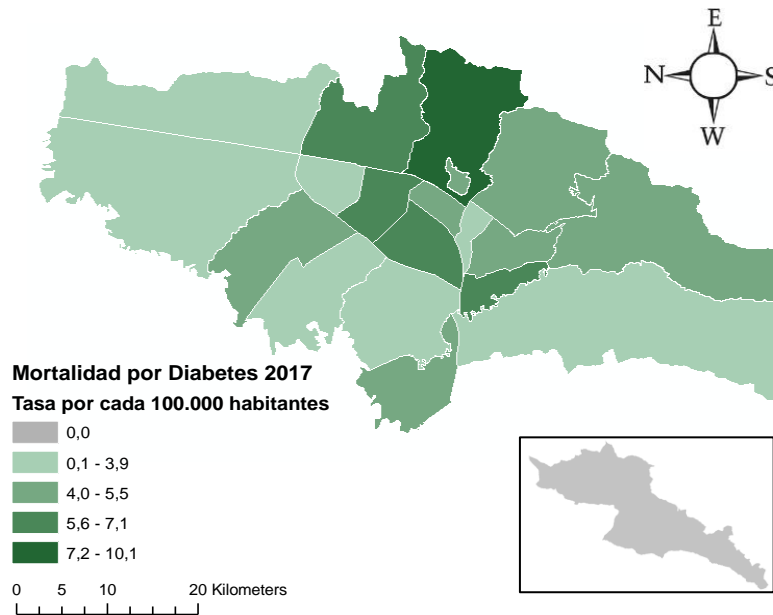 E
N S
W
Mortalidad por Diabetes 2017
Tasa por cada 100.000 habitantes
0,0
0,1 - 3,9
4,0 - 5,5
5,6 - 7,1
7,2 - 10,1
0 5 10 20 Kilometers